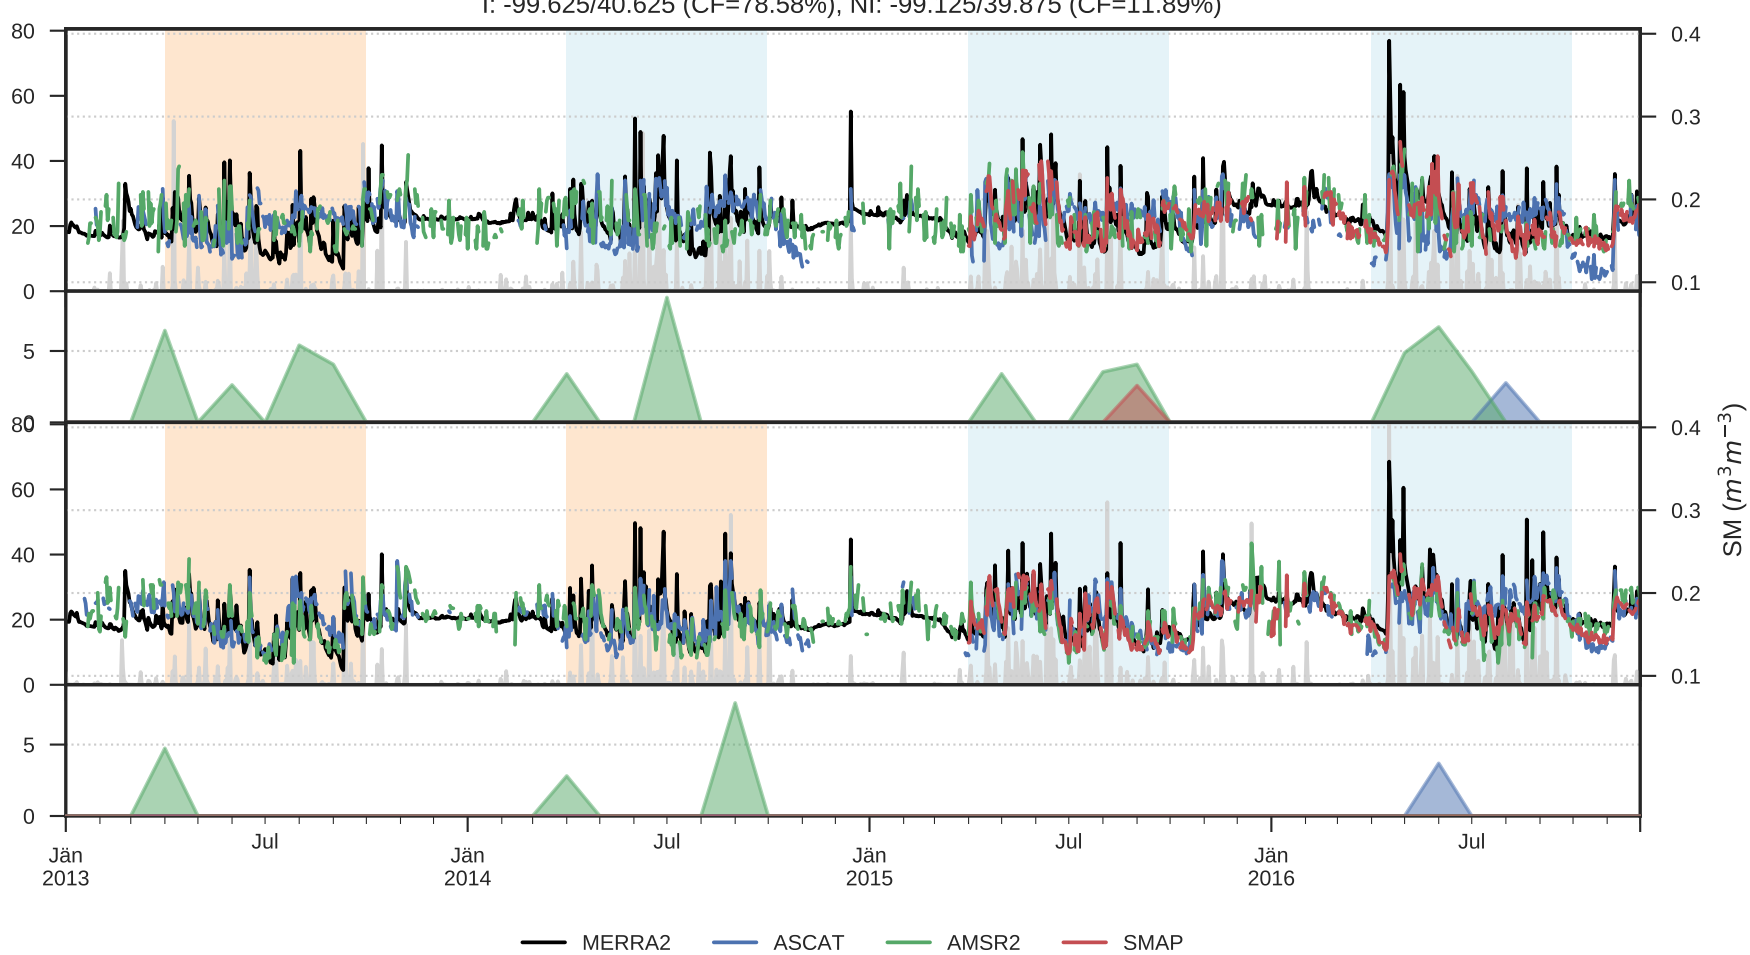 I: -99.625/40.625 (CF=78.58%), NI: -99.125/39.875 (CF=11.89%)
80
60
40
20
0
0.4
0.3
0.2
0.1
5
0
80
60
40
20
0
0.4
0.3
0.2
0.1
SM (m³m⁻³)
5
0
Jän
2013
Jul
Jän
2014
Jul
Jän
2015
Jul
Jän
2016
Jul
MERRA2 ASCAT AMSR2 SMAP